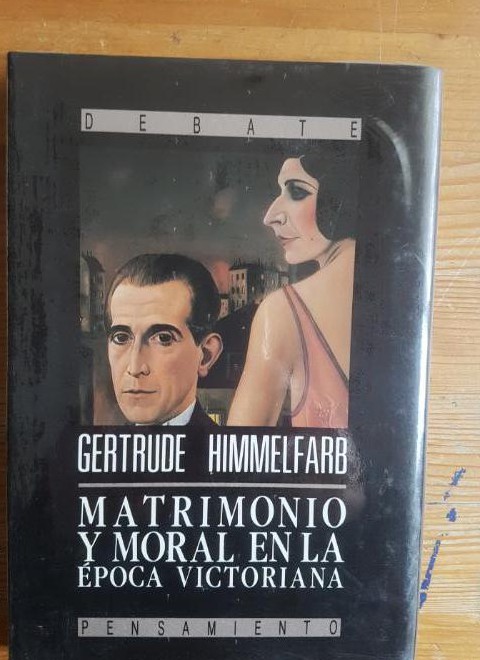 DEBATE
GERTRUDE HIMMELFARB
MATRIMONIO
Y MORAL EN LA
ÉPOCA VICTORIANA
PENSAMIENTO